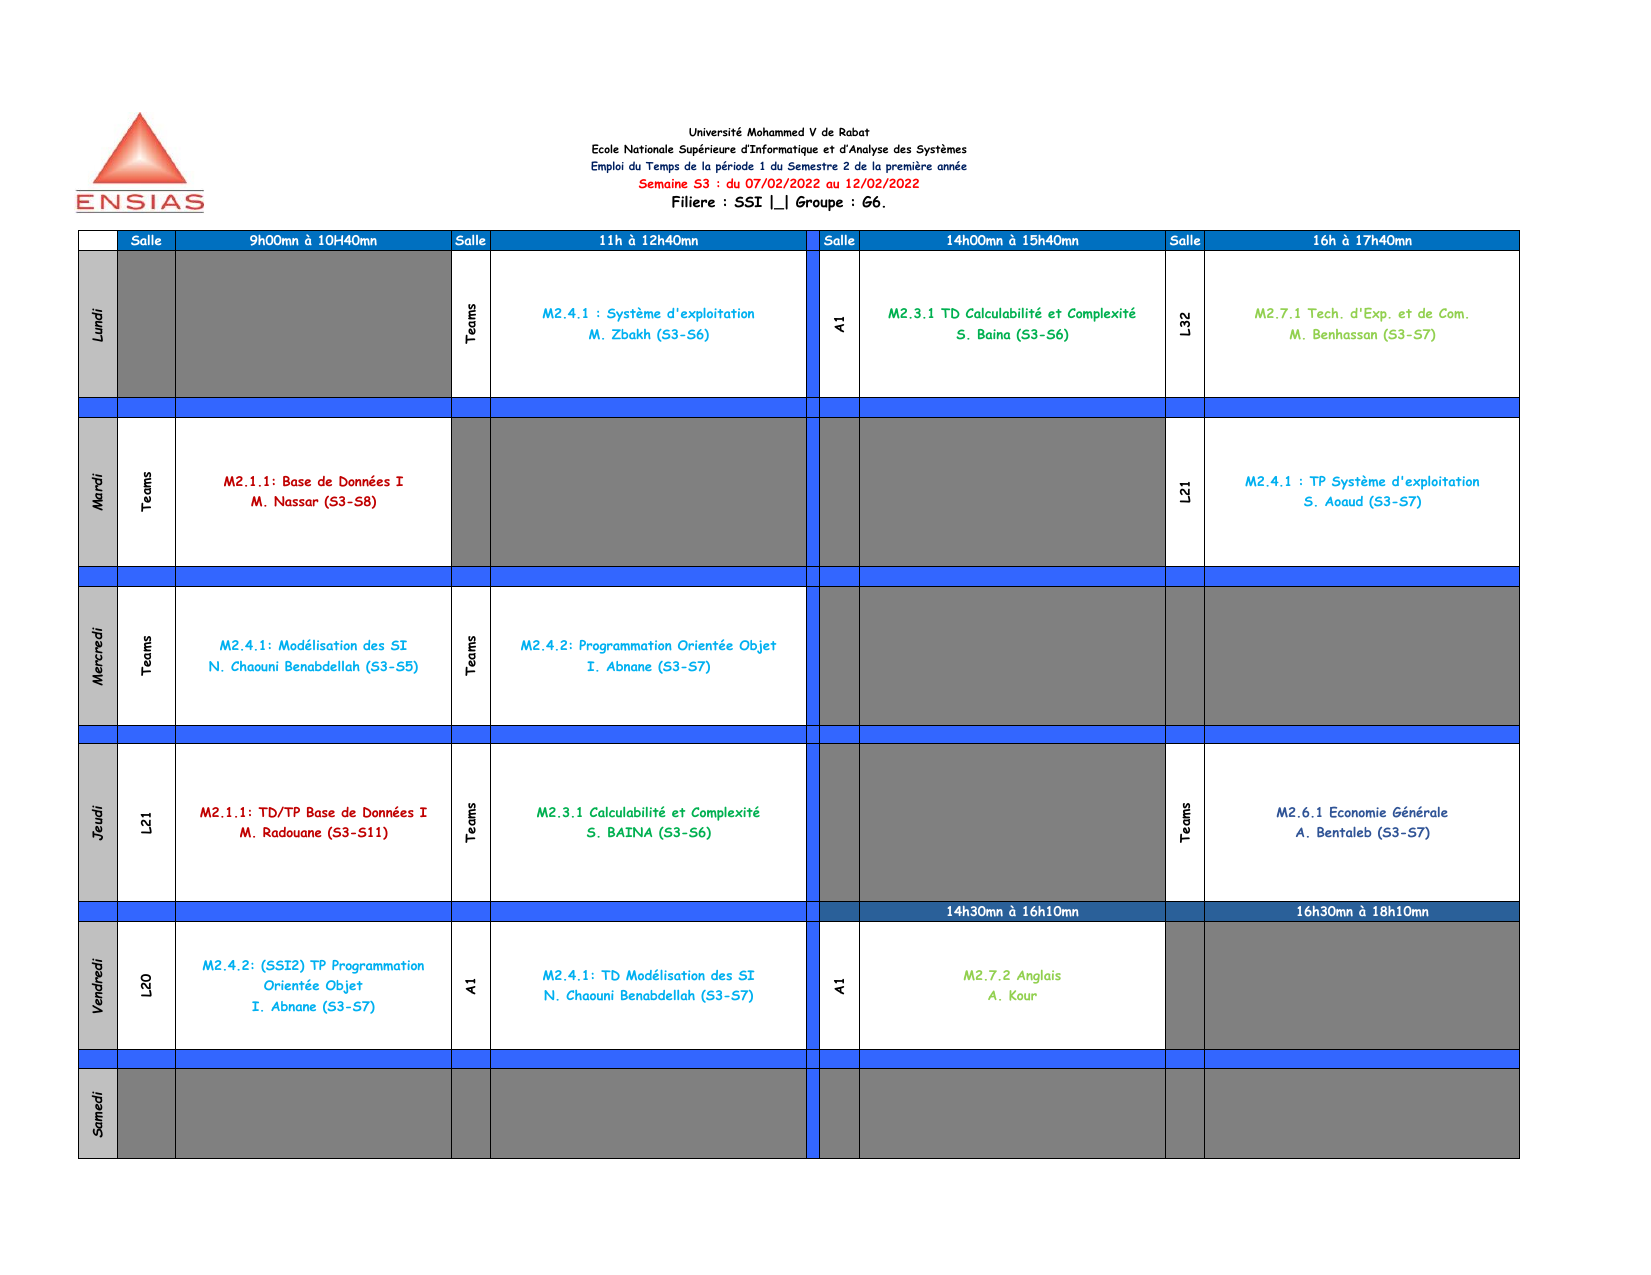 ENSIAS
Université Mohammed V de Rabat
Ecole Nationale Supérieure d'Informatique et d'Analyse des Systèmes
Emploi du Temps de la période 1 du Semestre 2 de la première année
Semaine S3 : du 07/02/2022 au 12/02/2022
Filiere : SSI |_| Groupe : G6.
Salle 9h00mn à 10H40mn Salle 11h à 12h40mn Salle 14h00mn à 15h40mn Salle 16h à 17h40mn
Lundi
Teams
M2.4.1 : Système d'exploitation
M. Zbakh (S3-S6)
A1
M2.3.1 TD Calculabilité et Complexité
S. Baina (S3-S6)
L32
M2.7.1 Tech. d'Exp. et de Com.
M. Benhassan (S3-S7)
Mardi
Teams
M2.1.1: Base de Données I
M. Nassar (S3-S8)
L21
M2.4.1 : TP Système d'exploitation
S. Aoaud (S3-S7)
Mercredi
Teams
M2.4.1: Modélisation des SI
N. Chaouni Benabdellah (S3-S5)
Teams
M2.4.2: Programmation Orientée Objet
I. Abnane (S3-S7)
Jeudi
L21
M2.1.1: TD/TP Base de Données I
M. Radouane (S3-S11)
Teams
M2.3.1 Calculabilité et Complexité
S. BAINA (S3-S6)
Teams
M2.6.1 Economie Générale
A. Bentaleb (S3-S7)
14h30mn à 16h10mn 16h30mn à 18h10mn
Vendredi
L20
M2.4.2: (SSI2) TP Programmation
Orientée Objet
I. Abnane (S3-S7)
A1
M2.4.1: TD Modélisation des SI
N. Chaouni Benabdellah (S3-S7)
A1
M2.7.2 Anglais
A. Kour
Samedi